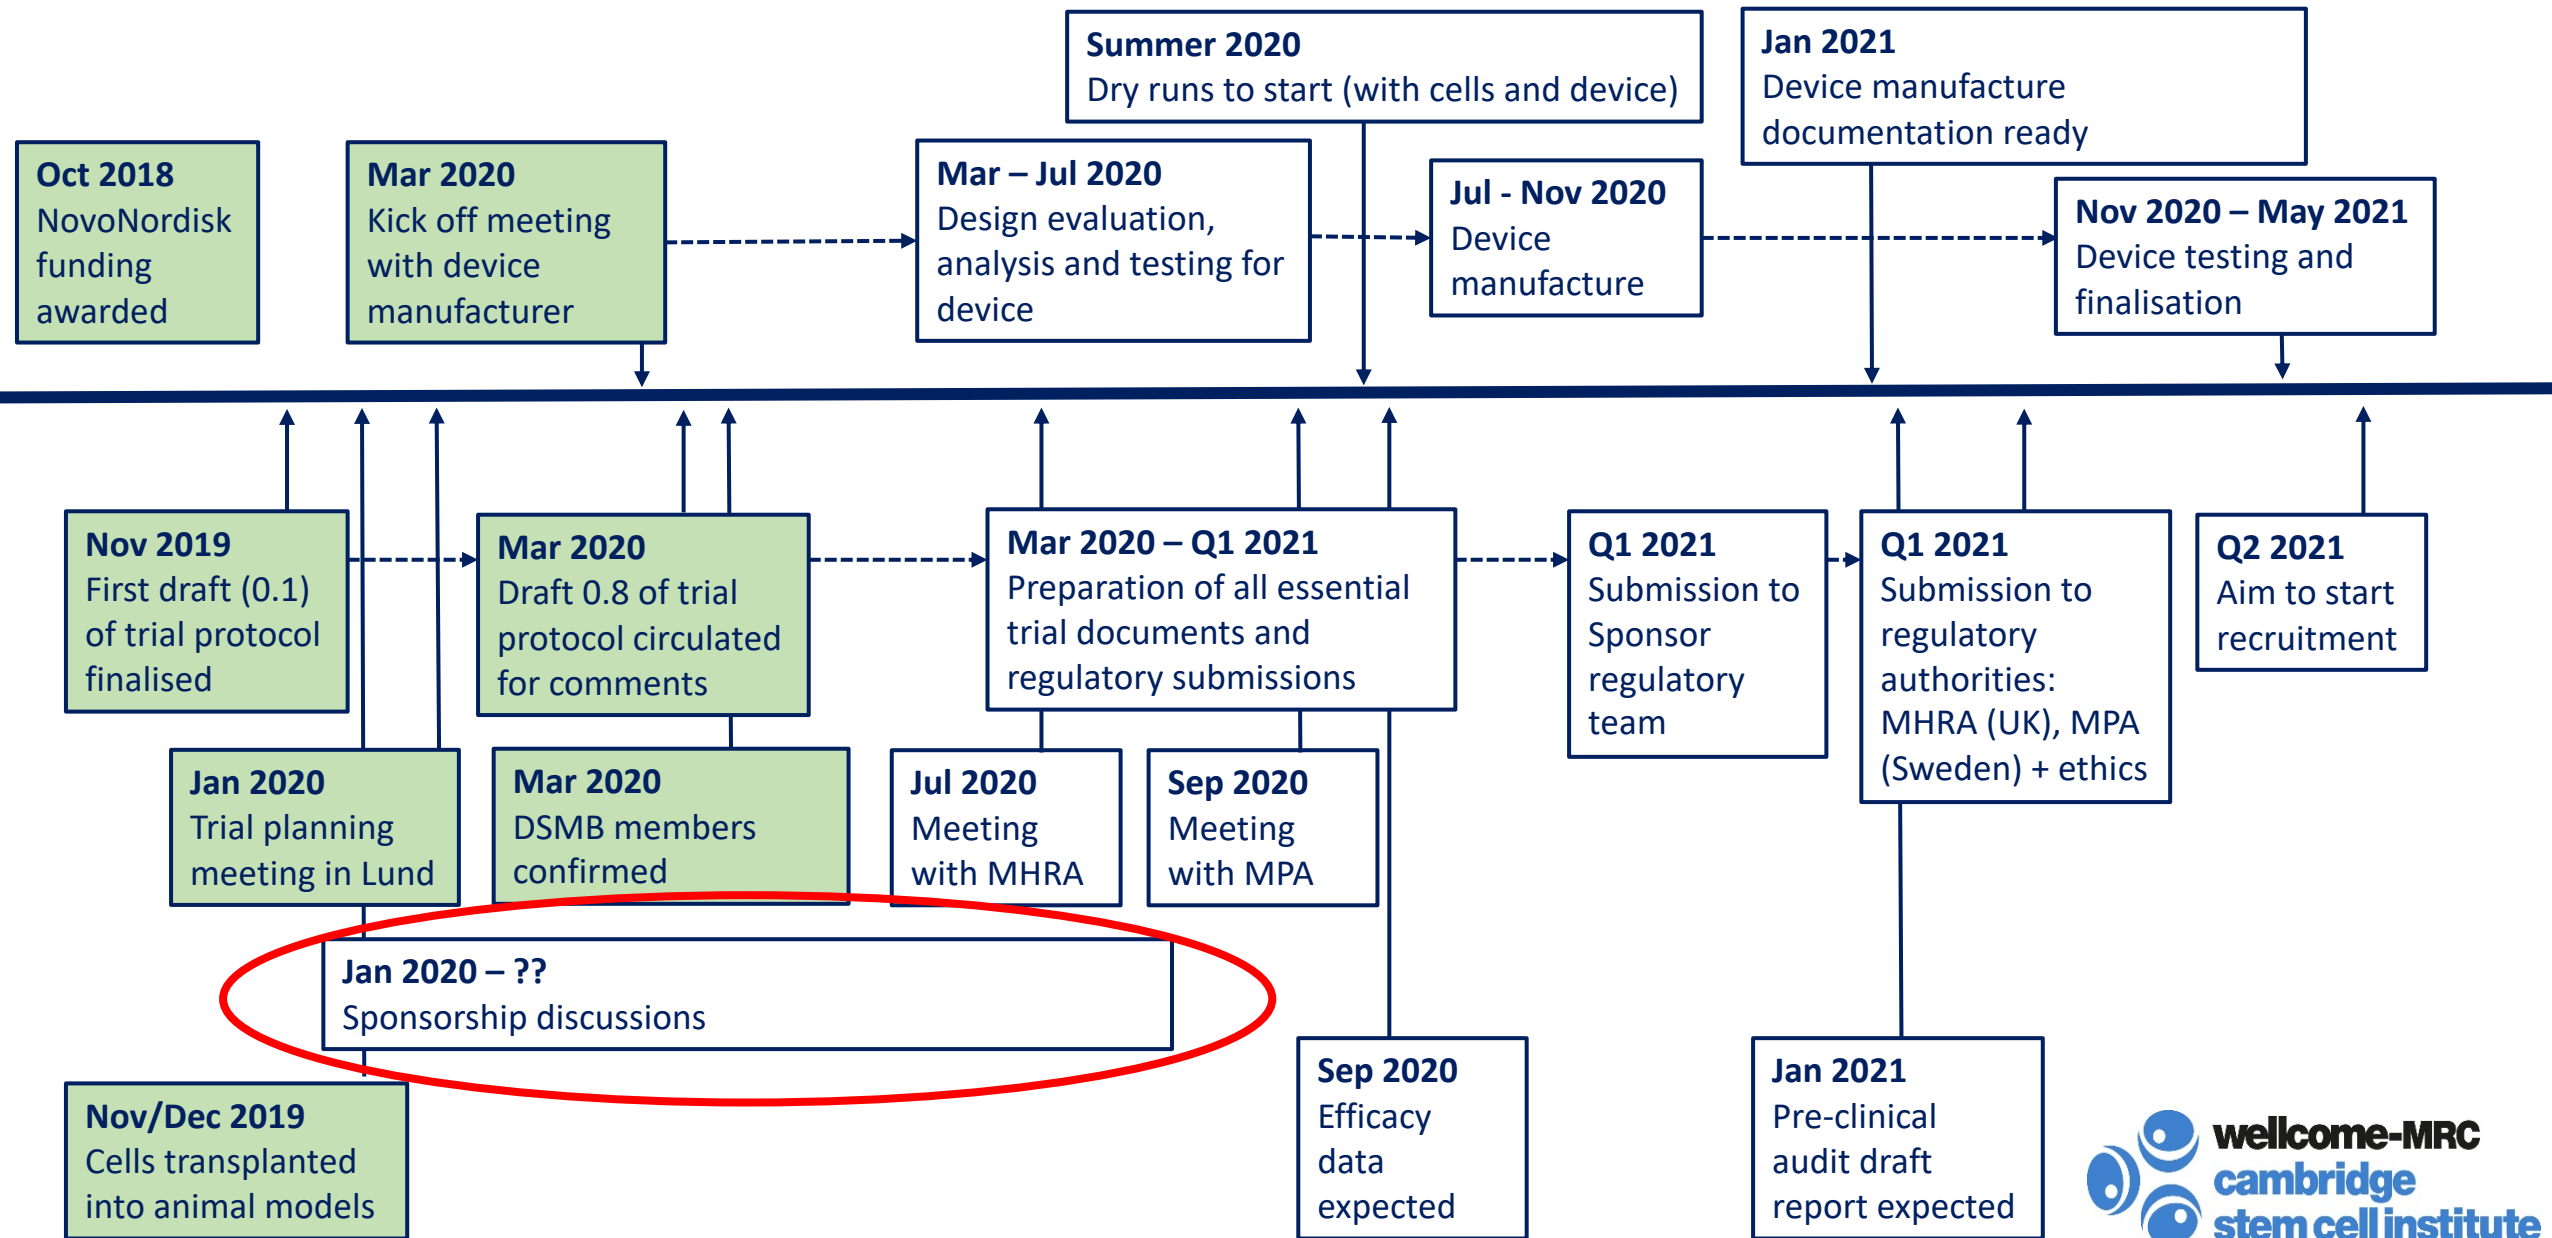 Summer 2020
Dry runs to start (with cells and device)
Jan 2021
Device manufacture
documentation ready
Oct 2018
NovoNordisk
funding
awarded
Mar 2020
Kick off meeting
with device
manufacturer
Mar – Jul 2020
Design evaluation,
analysis and testing for
device
Jul - Nov 2020
Device
manufacture
Nov 2020 – May 2021
Device testing and
finalisation
Nov 2019
First draft (0.1)
of trial protocol
finalised
Mar 2020
Draft 0.8 of trial
protocol circulated
for comments
Mar 2020 – Q1 2021
Preparation of all essential
trial documents and
regulatory submissions
Q1 2021
Submission to
Sponsor
regulatory
team
Q1 2021
Submission to
regulatory
authorities:
MHRA (UK), MPA
(Sweden) + ethics
Q2 2021
Aim to start
recruitment
Jan 2020
Trial planning
meeting in Lund
Mar 2020
DSMB members
confirmed
Jul 2020
Meeting
with MHRA
Sep 2020
Meeting
with MPA
Jan 2020 – ??
Sponsorship discussions
Nov/Dec 2019
Cells transplanted
into animal models
Sep 2020
Efficacy
data
expected
Jan 2021
Pre-clinical
audit draft
report expected
wellcome-MRC
cambridge
stem cell institute